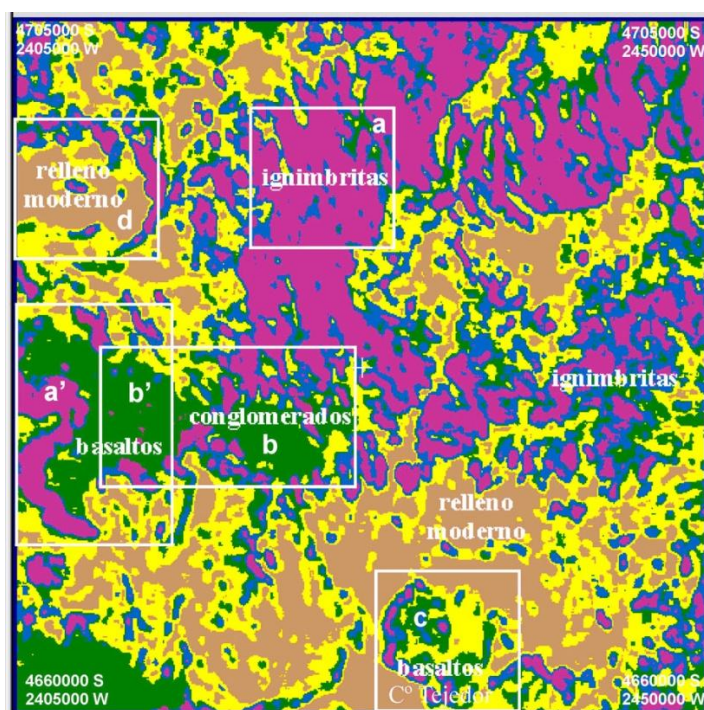 4705000 S
2405000 W
4705000 S
2450000 W
a
ignimbritas
relleno
moderno
d
ignimbritas
a'
b'
conglomerados
b
basaltos
relleno
moderno
c
basaltos
Cº Tejedor
4660000 S
2405000 W
4660000 S
2450000 W